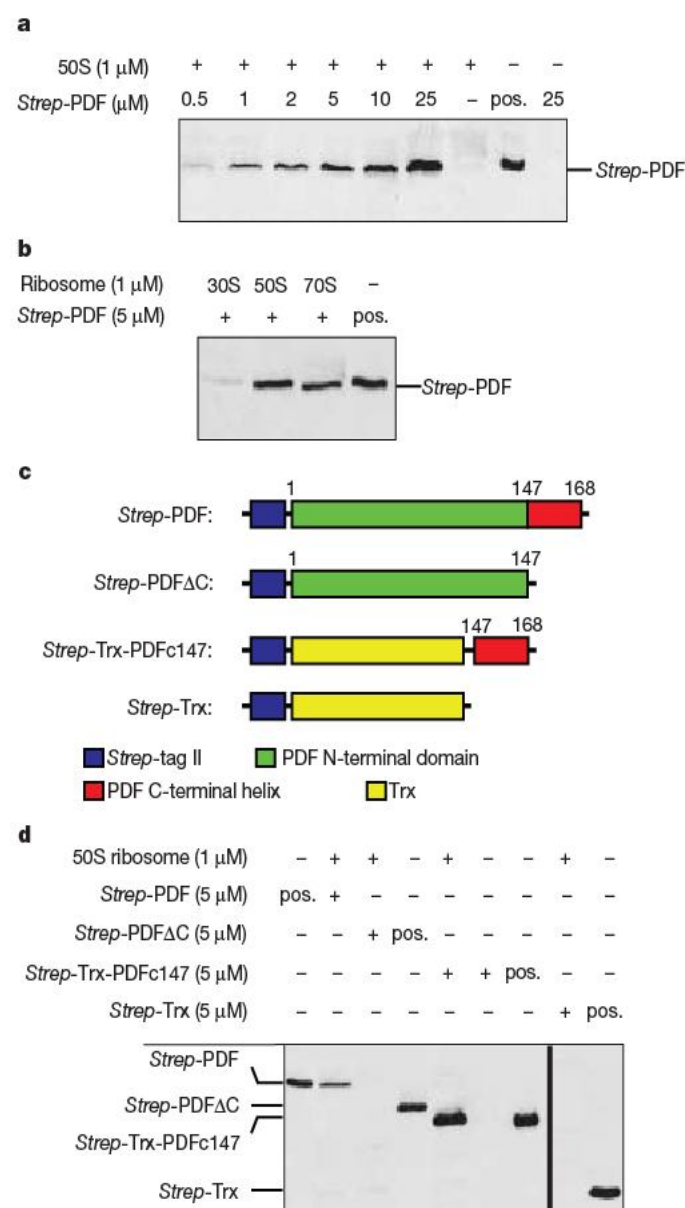 a
50S (1 μM) + + + + + + + – –
Strep-PDF (μM) 0.5 1 2 5 10 25 – pos. 25
Strep-PDF
b
Ribosome (1 μM) 30S 50S 70S –
Strep-PDF (5 μM) + + + pos.
Strep-PDF
c
1 147 168
Strep-PDF:
1 147
Strep-PDFΔC:
147 168
Strep-Trx-PDFc147:
Strep-Trx:
Strep-tag II PDF N-terminal domain
PDF C-terminal helix Trx
d
50S ribosome (1 μM) – + + – + – – + –
Strep-PDF (5 μM) pos. + – – – – – – –
Strep-PDFΔC (5 μM) – – + pos. – – – – –
Strep-Trx-PDFc147 (5 μM) – – – – + + pos. – –
Strep-Trx (5 μM) – – – – – – – + pos.
Strep-PDF
Strep-PDFΔC
Strep-Trx-PDFc147
Strep-Trx